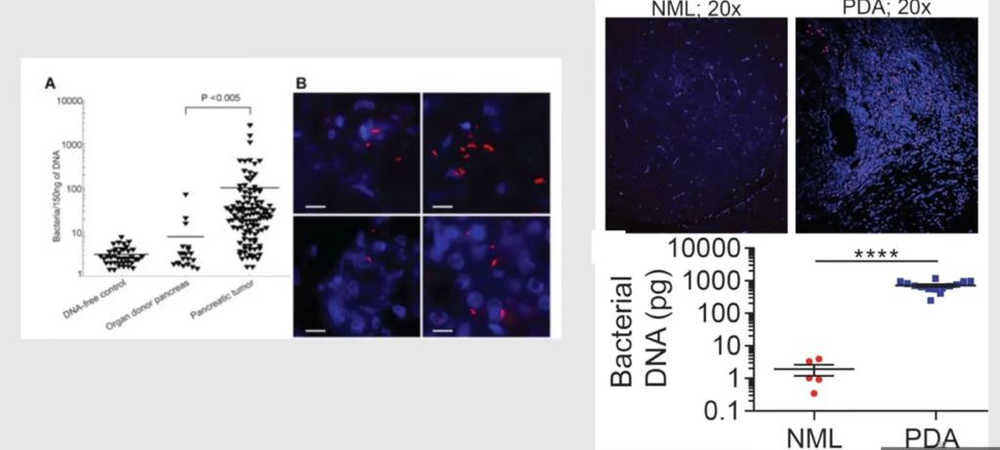 A
10000
1000
100
10
1
Bacteria/150ng of DNA
P <0.005
DNA-free control
Organ donor pancreas
Pancreatic tumor
B
NML; 20x
PDA; 20x
10000
1000
100
10
1
0.1
Bacterial
DNA (pg)
****
NML
PDA